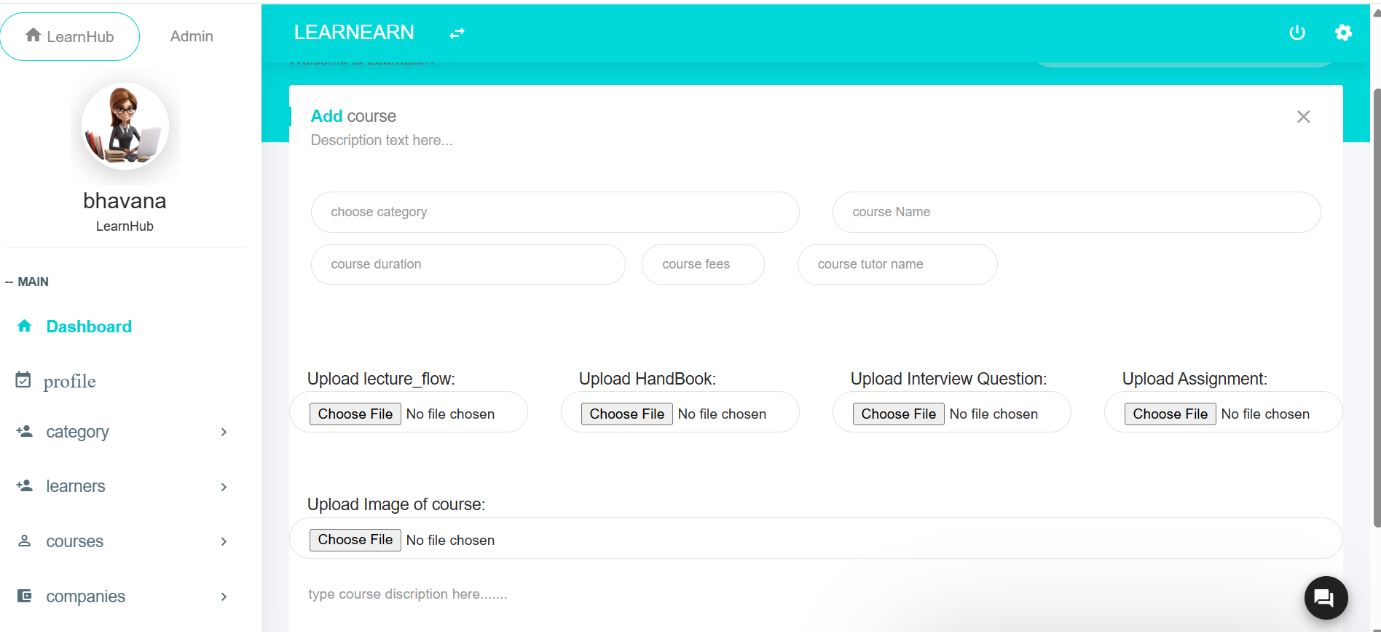 LearnHub Admin
LEARNEARN
Welcome to LearnEarn
bhavana
LearnHub
-- MAIN
Dashboard
profile
category
learners
courses
companies
Add course
Description text here...
choose category course Name
course duration course fees course tutor name
Upload lecture_flow: Upload HandBook: Upload Interview Question: Upload Assignment:
Choose File No file chosen Choose File No file chosen Choose File No file chosen Choose File No file chosen
Upload Image of course:
Choose File No file chosen
type course discription here.......